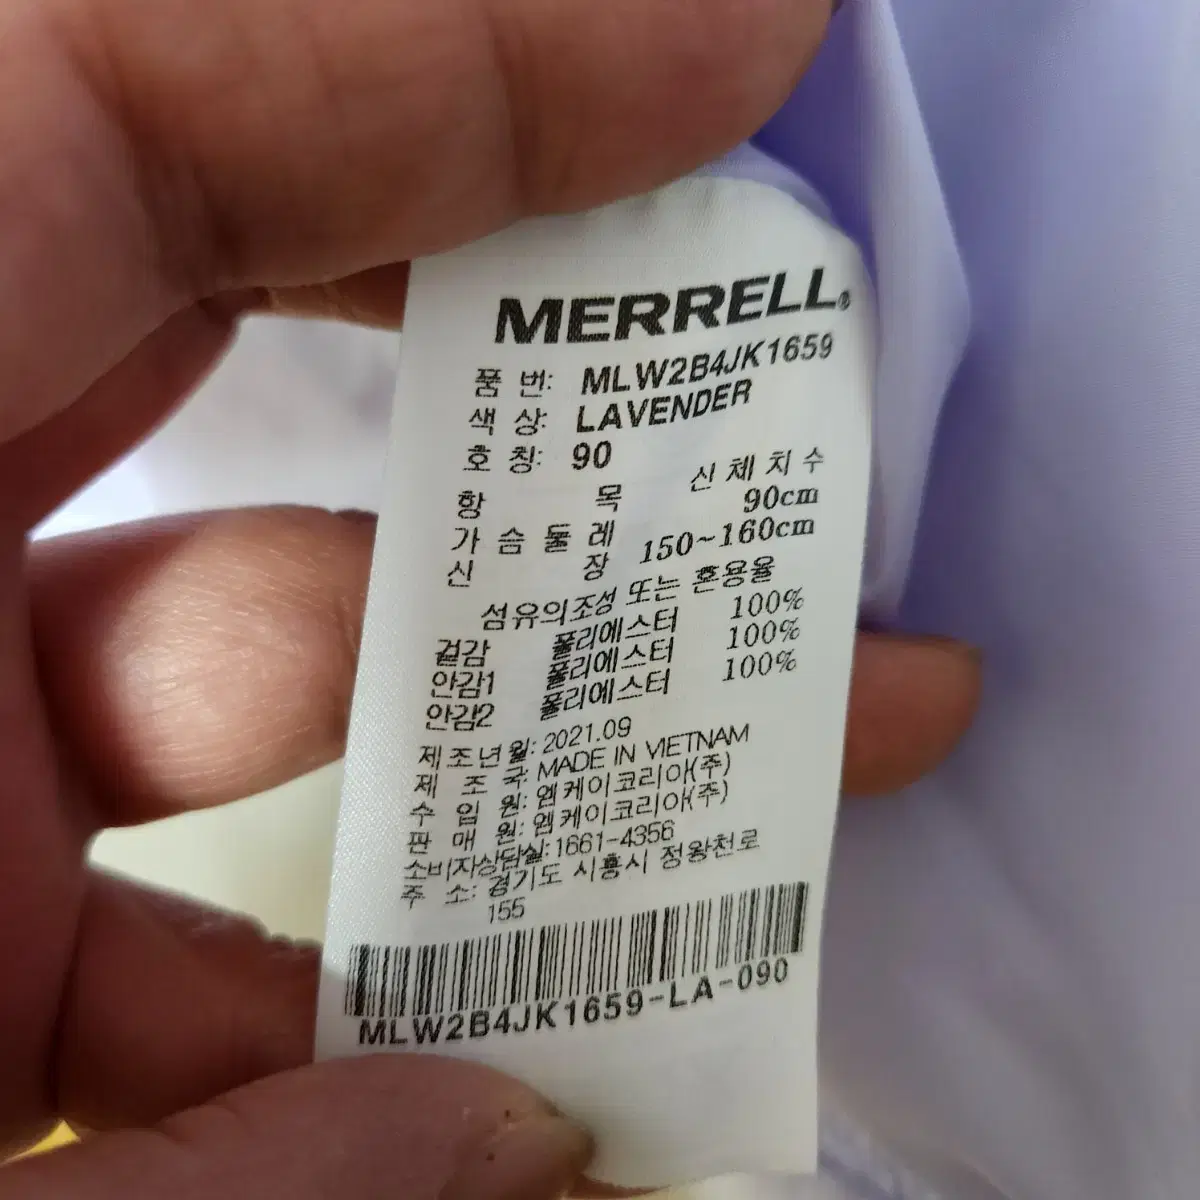 MERRELL®
품 번: MLW2B4JK1659
색 상: LAVENDER
호 칭: 90
항 목 신체치수
가슴둘레 90cm
신 장 150~160cm
섬유의조성 또는 혼용율
겉감 폴리에스터 100%
안감1 폴리에스터 100%
안감2 폴리에스터 100%
제조년월: 2021.09
제 조 국: MADE IN VIETNAM
수 입 원: 엠케이코리아(주)
판 매 원: 엠케이코리아(주)
소비자상담실: 1661-4356
주 소: 경기도 시흥시 정왕천로
155
MLW2B4JK1659-LA-090